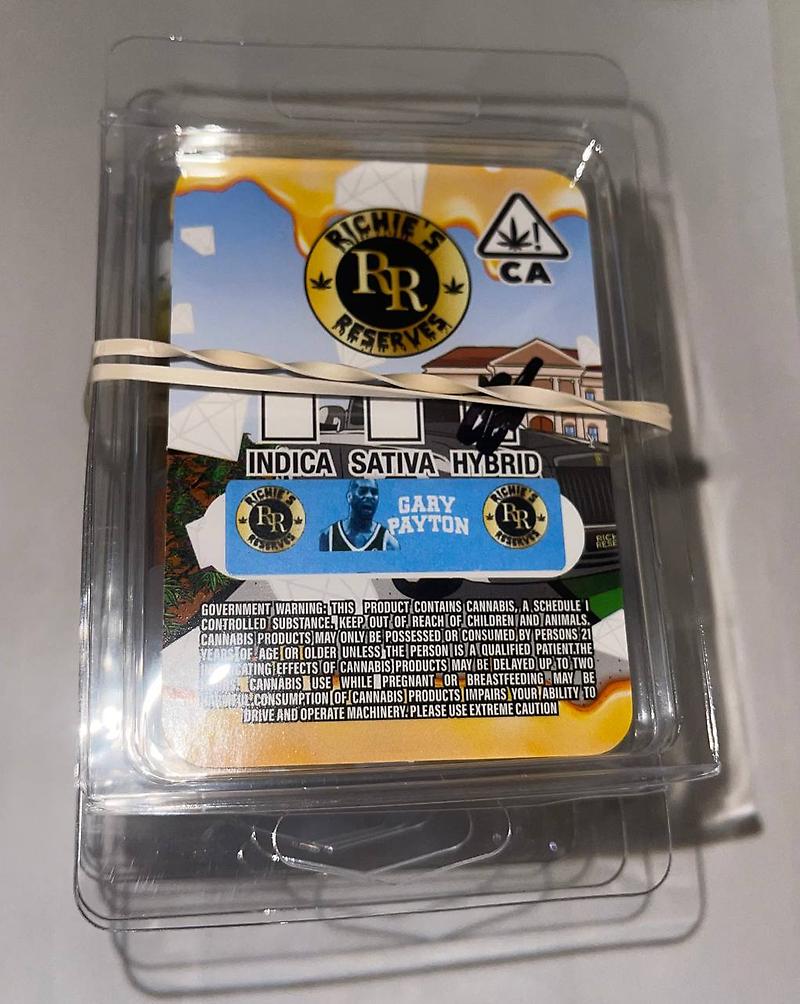 RICHIE'S
RR
RESERVES
!
CA
INDICA SATIVA HYBRID
RICHIE'S
RR
RESERVES
GARY
PAYTON
RICHIE'S
RR
RESERVES
GOVERNMENT WARNING: THIS PRODUCT CONTAINS CANNABIS,, A SCHEDULE I
CONTROLLED SUBSTANCE, KEEP OUT OF REACH OF CHILDREN AND ANIMALS,
CANNABIS PRODUCTS MAY ONLY BE POSSESSED OR CONSUMED BY PERSONS 21
YEARS OF AGE OR OLDER UNLESS THE PERSON IS A QUALIFIED PATIENT.THE
EFFECTS OF CANNABIS PRODUCTS MAY BE DELAYED UP TO TWO
CANNABIS USE WHILE PREGNANT OR BREASTFEEDING MAY BE
CONSUMPTION OF CANNABIS PRODUCTS IMPAIRS YOUR ABILITY TO
DRIVE AND OPERATE MACHINERY. PLEASE USE EXTREME CAUTION